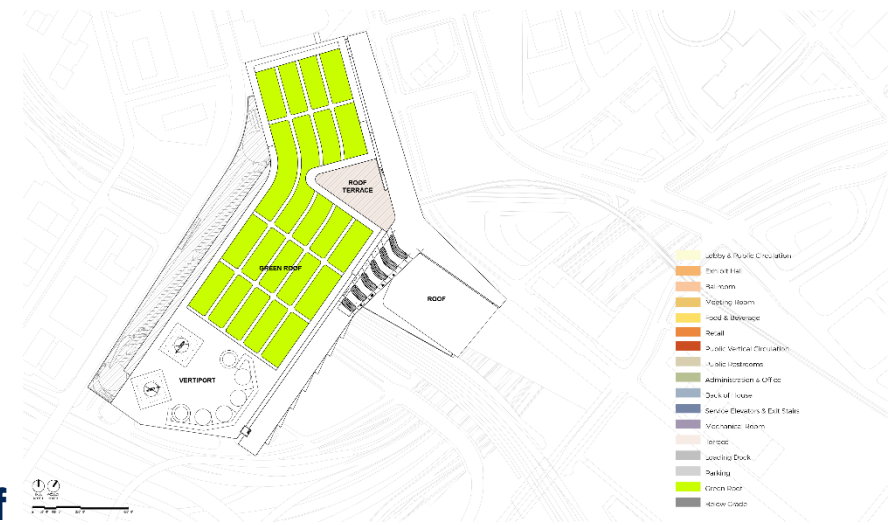 ROOF
TERRACE
GREEN ROOF
ROOF
VERTIPORT
Lobby & Public Circulation
Exhibit Hall
Ballroom
Meeting Room
Food & Beverage
Retail
Public Vertical Circulation
Public Restrooms
Administration & Office
Back of House
Service Elevators & Exit Stairs
Mechanical Room
Terrace
Loading Dock
Parking
Green Roof
Below Grade
f